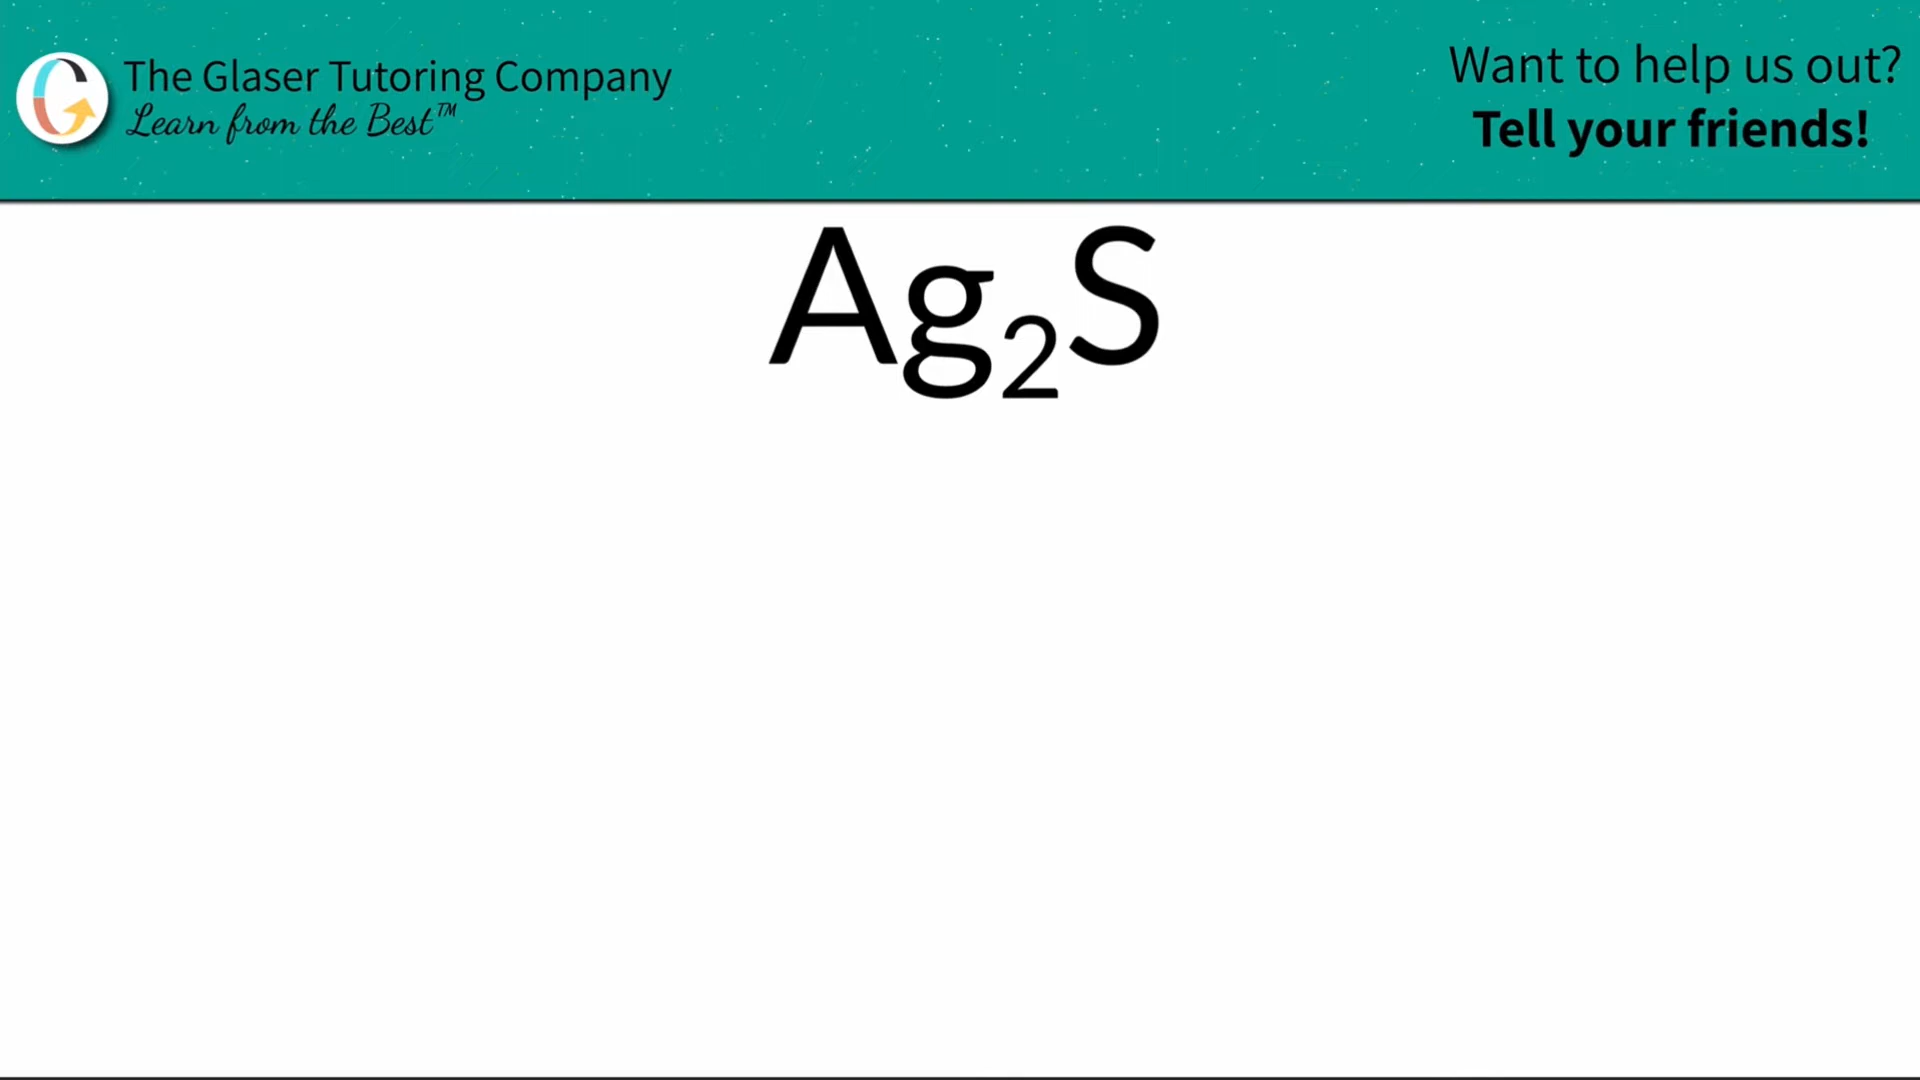 The Glaser Tutoring Company
Learn from the Best™
Want to help us out?
Tell your friends!
Ag₂S